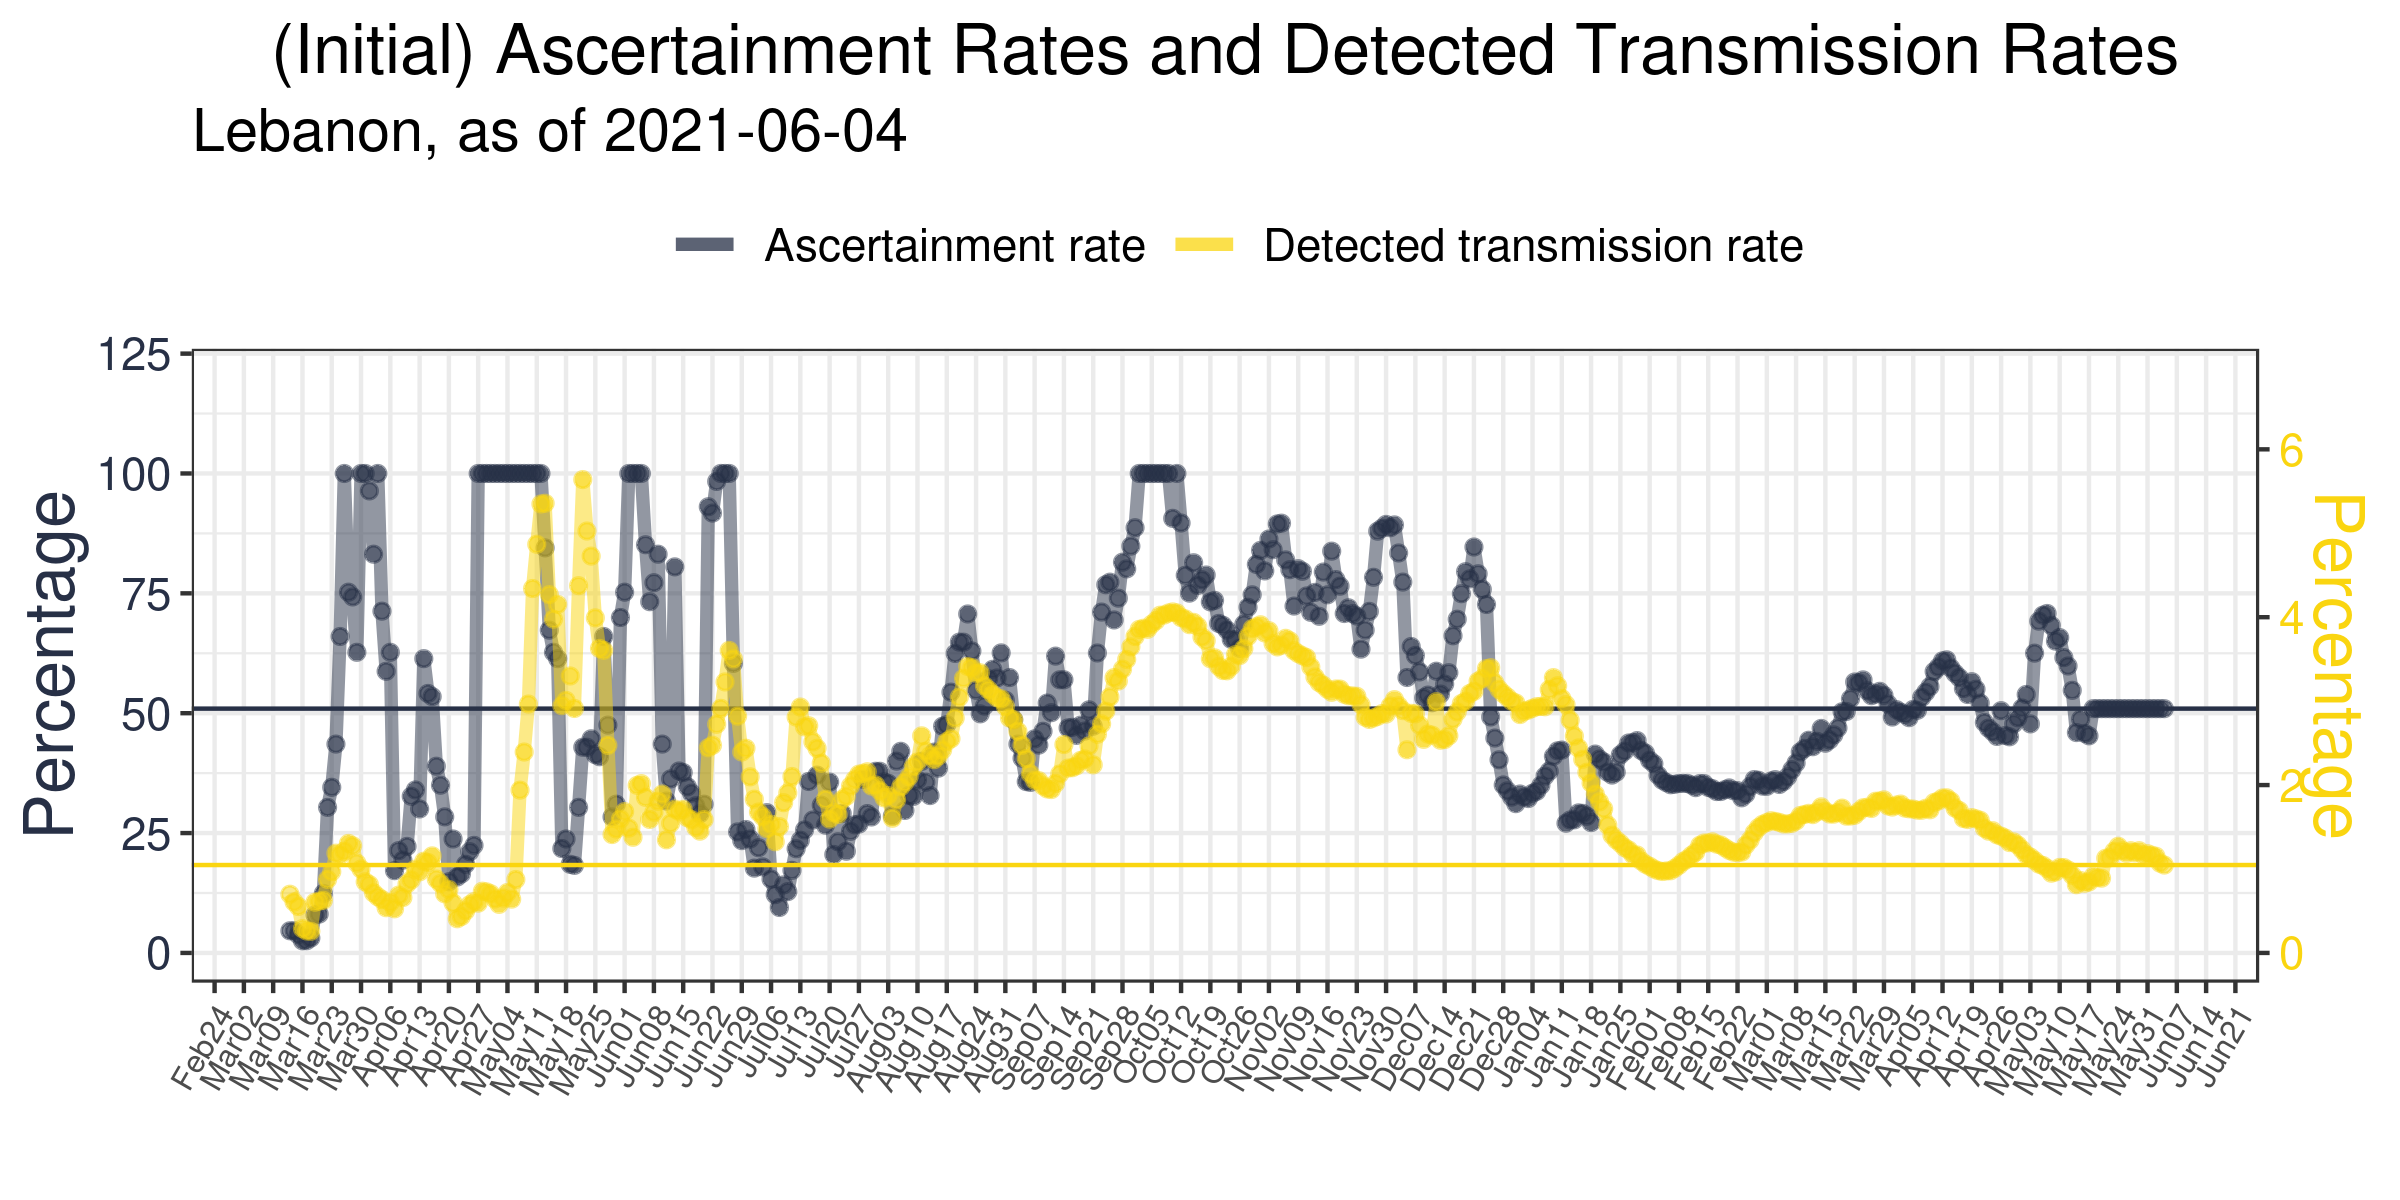 (Initial) Ascertainment Rates and Detected Transmission Rates
Lebanon, as of 2021-06-04
Ascertainment rate Detected transmission rate
Percentage
125
100
75
50
25
0
6
4
2
0
Percentage
Feb24 Mar02 Mar09 Mar16 Mar23 Mar30 Apr06 Apr13 Apr20 Apr27 May04 May11 May18 May25 Jun01 Jun08 Jun15 Jun22 Jun29 Jul06 Jul13 Jul20 Jul27 Aug03 Aug10 Aug17 Aug24 Aug31 Sep07 Sep14 Sep21 Sep28 Oct05 Oct12 Oct19 Oct26 Nov02 Nov09 Nov16 Nov23 Nov30 Dec07 Dec14 Dec21 Dec28 Jan04 Jan11 Jan18 Jan25 Feb01 Feb08 Feb15 Feb22 Mar01 Mar08 Mar15 Mar22 Mar29 Apr05 Apr12 Apr19 Apr26 May03 May10 May17 May24 May31 Jun07 Jun14 Jun21